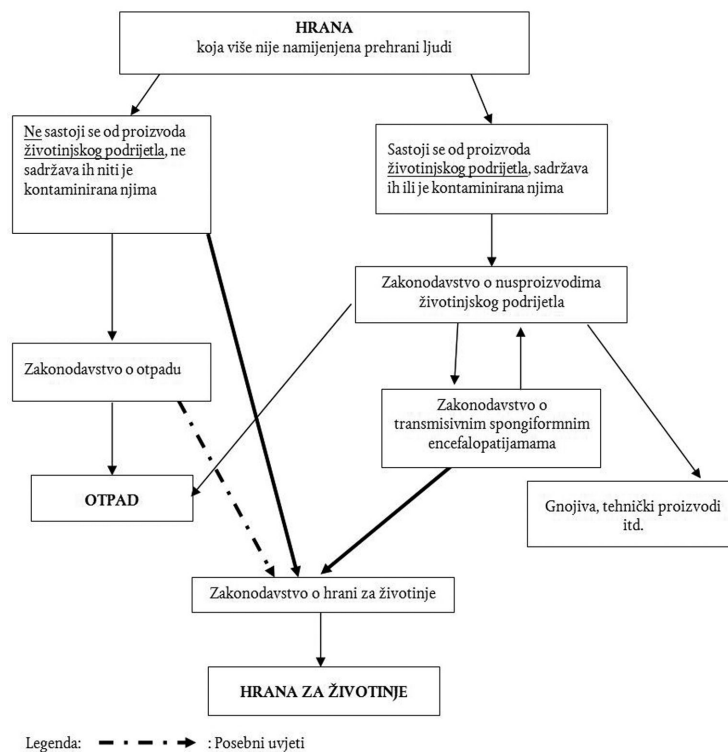 HRANA
koja više nije namijenjena prehrani ljudi
Ne sastoji se od proizvoda
životinjskog podrijetla, ne
sadržava ih niti je
kontaminirana njima
Sastoji se od proizvoda
životinjskog podrijetla, sadržava
ih ili je kontaminirana njima
Zakonodavstvo o nusproizvodima
životinjskog podrijetla
Zakonodavstvo o otpadu
Zakonodavstvo o
transmisivnim spongiformnim
encefalopatijamama
OTPAD
Gnojiva, tehnički proizvodi
itd.
Zakonodavstvo o hrani za životinje
HRANA ZA ŽIVOTINJE
Legenda: : Posebni uvjeti